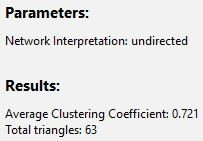 Parameters:
Network Interpretation: undirected
Results:
Average Clustering Coefficient: 0.721
Total triangles: 63